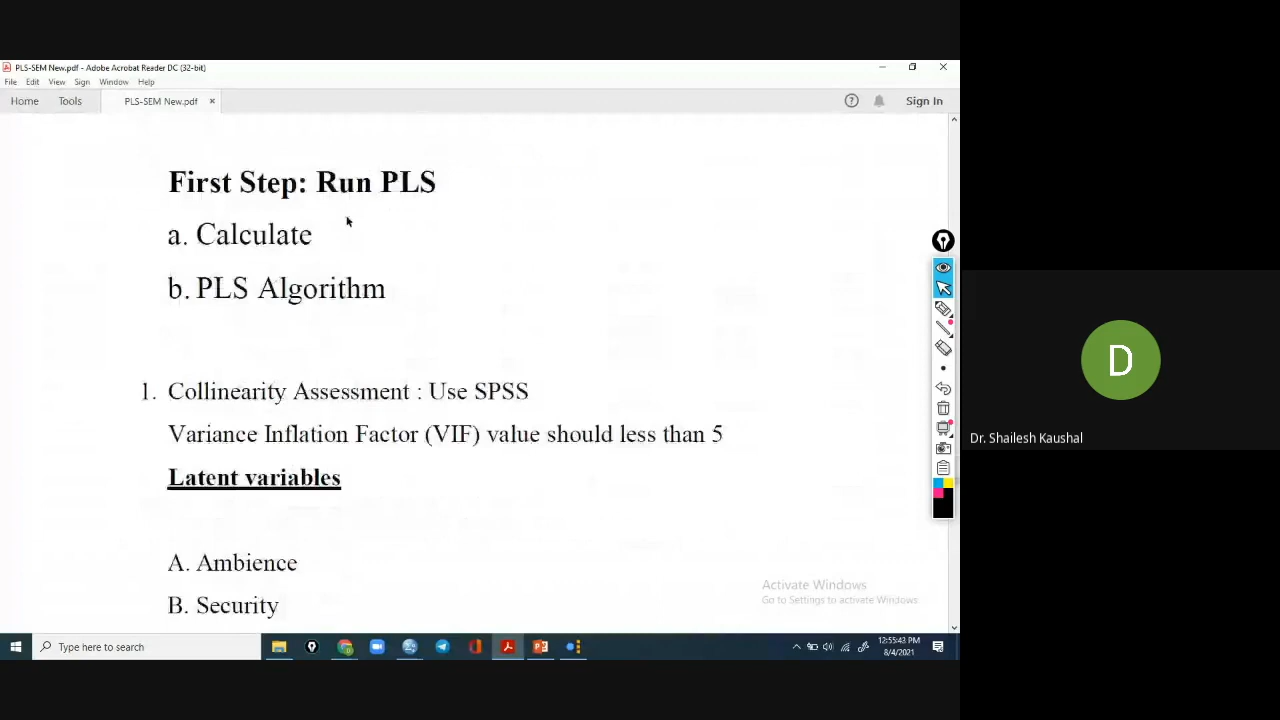 PLS-SEM New.pdf - Adobe Acrobat Reader DC (32-bit)
File Edit View Sign Window Help
Home Tools PLS-SEM New.pdf × ? Sign In
First Step: Run PLS
a. Calculate
b. PLS Algorithm
1. Collinearity Assessment : Use SPSS
Variance Inflation Factor (VIF) value should less than 5
Latent variables
A. Ambience
B. Security
Activate Windows
Go to Settings to activate Windows
Type here to search
12:55:43 PM
8/4/2021
D
Dr. Shailesh Kaushal